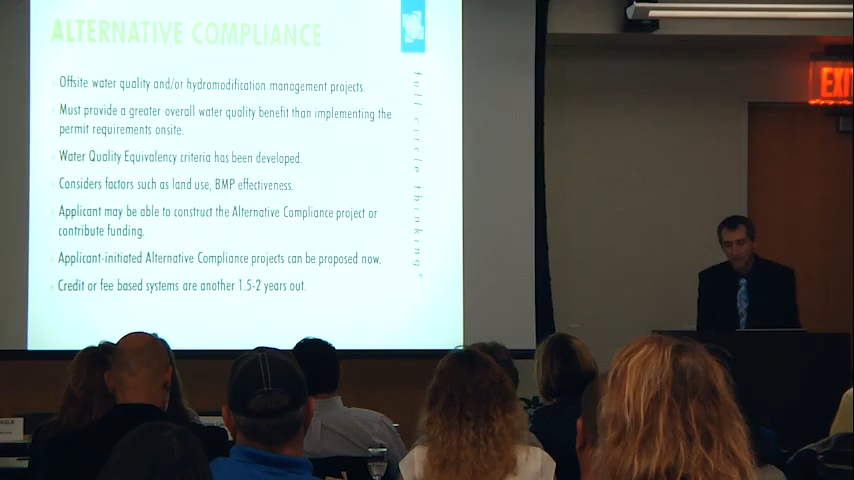 ALTERNATIVE COMPLIANCE
Offsite water quality and/or hydromodification management projects.
Must provide a greater overall water quality benefit than implementing the
permit requirements onsite.
Water Quality Equivalency criteria has been developed.
Considers factors such as land use, BMP effectiveness.
Applicant may be able to construct the Alternative Compliance project or
contribute funding.
Applicant-initiated Alternative Compliance projects can be proposed now.
Credit or fee based systems are another 1.5-2 years out.
full circle thinking
EXI